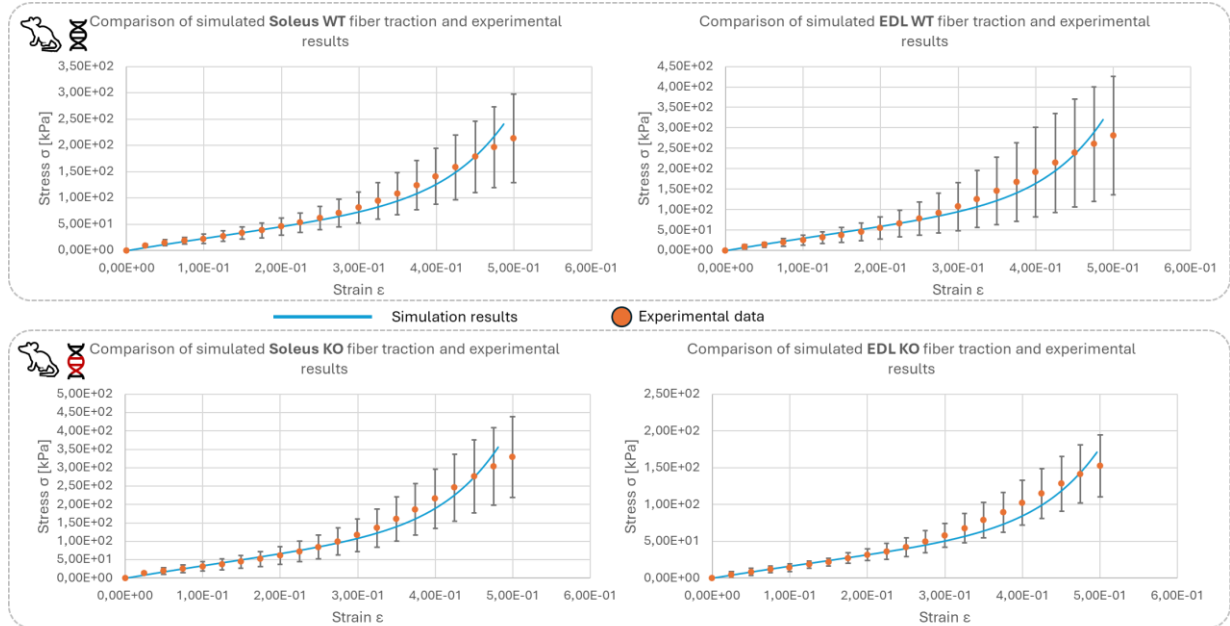 Comparison of simulated Soleus WT fiber traction and experimental
results
3,50E+02
3,00E+02
2,50E+02
2,00E+02
1,50E+02
1,00E+02
5,00E+01
0,00E+00
Stress σ [kPa]
0,00E+00 1,00E-01 2,00E-01 3,00E-01 4,00E-01 5,00E-01 6,00E-01
Strain ε
Comparison of simulated EDL WT fiber traction and experimental
results
4,50E+02
4,00E+02
3,50E+02
3,00E+02
2,50E+02
2,00E+02
1,50E+02
1,00E+02
5,00E+01
0,00E+00
Stress σ [kPa]
0,00E+00 1,00E-01 2,00E-01 3,00E-01 4,00E-01 5,00E-01 6,00E-01
Strain ε
Simulation results
Experimental data
Comparison of simulated Soleus KO fiber traction and experimental
results
5,00E+02
4,50E+02
4,00E+02
3,50E+02
3,00E+02
2,50E+02
2,00E+02
1,50E+02
1,00E+02
5,00E+01
0,00E+00
Stress σ [kPa]
0,00E+00 1,00E-01 2,00E-01 3,00E-01 4,00E-01 5,00E-01 6,00E-01
Strain ε
Comparison of simulated EDL KO fiber traction and experimental
results
2,50E+02
2,00E+02
1,50E+02
1,00E+02
5,00E+01
0,00E+00
Stress σ [kPa]
0,00E+00 1,00E-01 2,00E-01 3,00E-01 4,00E-01 5,00E-01 6,00E-01
Strain ε